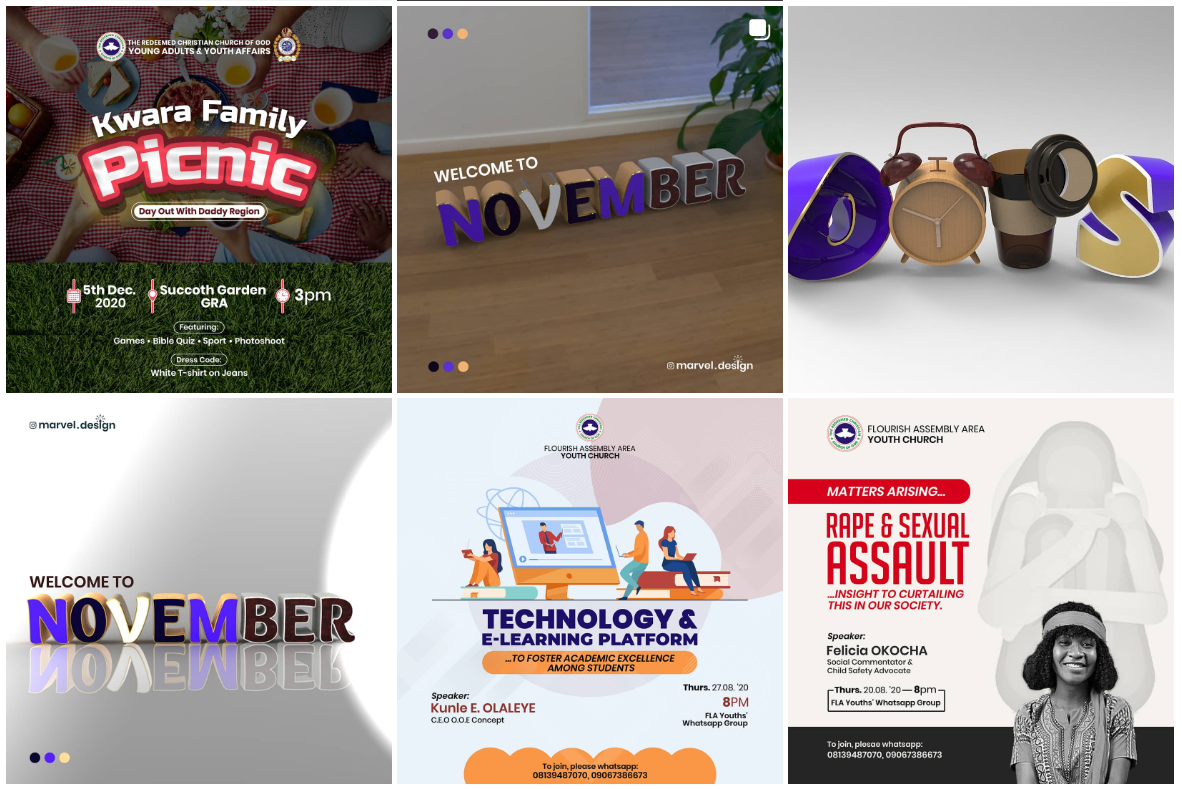 THE REDEEMED CHRISTIAN CHURCH OF GOD
YOUNG ADULTS & YOUTH AFFAIRS
Kwara Family
Picnic
Day Out With Daddy Region
5th Dec.
2020
Succoth Garden
GRA
3pm
Featuring:
Games • Bible Quiz • Sport • Photoshoot
Dress Code:
White T-shirt on Jeans
WELCOME TO
NOVEMBER
marvel.design
S
marvel.design
WELCOME TO
NOVEMBER
FLOURISH ASSEMBLY AREA
YOUTH CHURCH
TECHNOLOGY &
E-LEARNING PLATFORM
...TO FOSTER ACADEMIC EXCELLENCE
AMONG STUDENTS
Speaker:
Kunle E. OLALEYE
C.E.O O.O.E Concept
Thurs. 27.08. '20
8PM
FLA Youths'
Whatsapp Group
To join, please whatsapp:
08139487070, 09067386673
FLOURISH ASSEMBLY AREA
YOUTH CHURCH
MATTERS ARISING...
RAPE & SEXUAL
ASSAULT
...INSIGHT TO CURTAILING
THIS IN OUR SOCIETY.
Speaker:
Felicia OKOCHA
Social Commentator &
Child Safety Advocate
Thurs. 20.08. '20 — 8pm
FLA Youths' Whatsapp Group
To join, plesae whatsapp:
08139487070, 09067386673